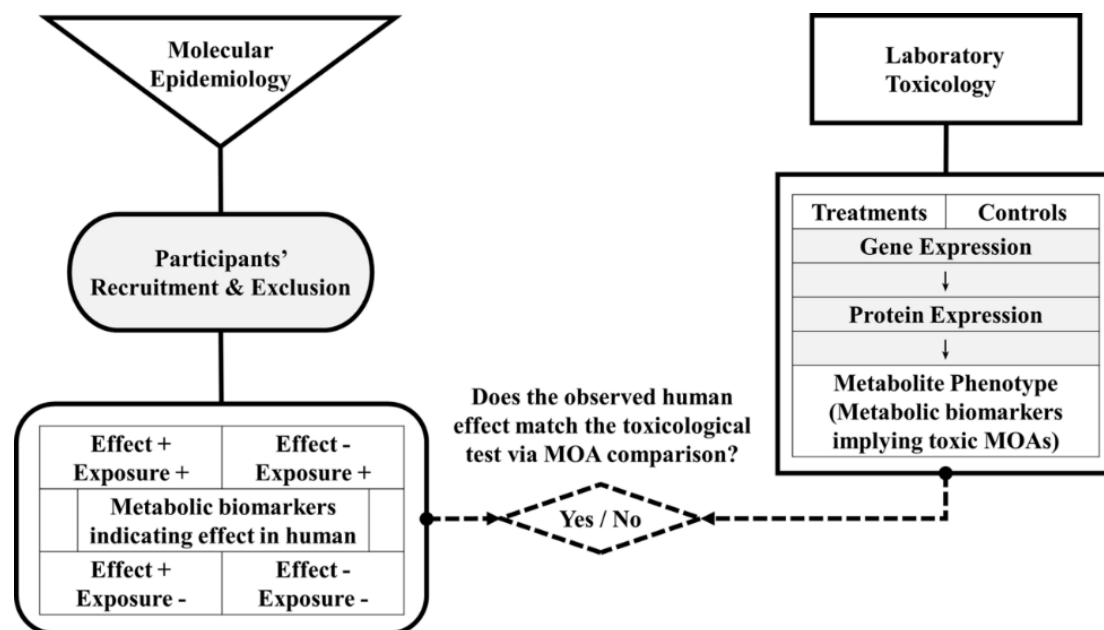 Molecular
Epidemiology
Participants'
Recruitment & Exclusion
Effect +
Exposure +
Effect -
Exposure +
Metabolic biomarkers
indicating effect in human
Effect +
Exposure -
Effect -
Exposure -
Does the observed human
effect match the toxicological
test via MOA comparison?
Yes / No
Laboratory
Toxicology
Treatments
Controls
Gene Expression
↓
Protein Expression
↓
Metabolite Phenotype
(Metabolic biomarkers
implying toxic MOAs)